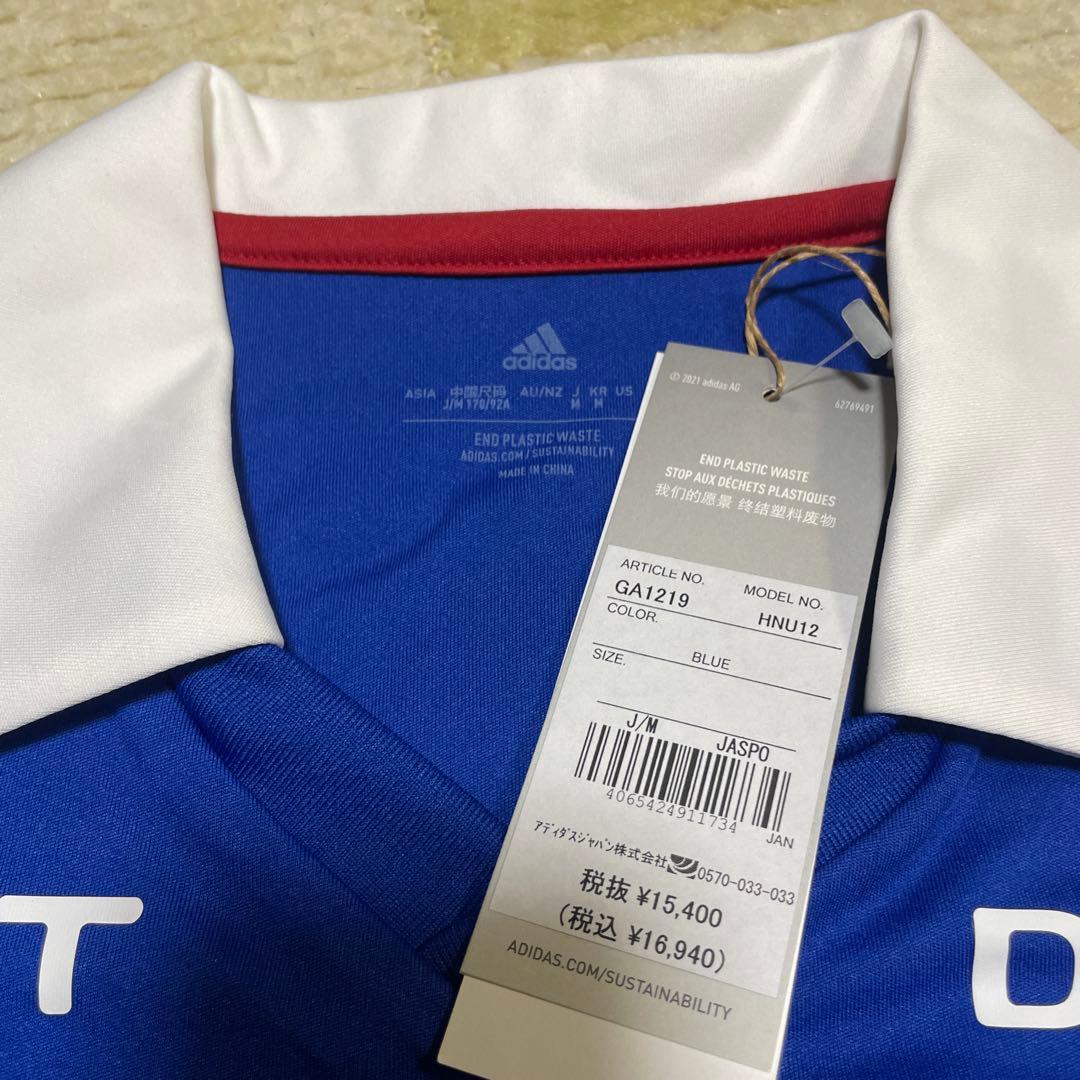 adidas
ASIA 中国尺码 AU/NZ J KR US
J/M 170/92A M M
END PLASTIC WASTE
ADIDAS.COM/SUSTAINABILITY
MADE IN CHINA
© 2021 adidas AG
62769491
END PLASTIC WASTE
STOP AUX DÉCHETS PLASTIQUES
我们的愿景 终结塑料废物
ARTICLE NO. MODEL NO.
GA1219 HNU12
COLOR.
BLUE
SIZE.
J/M JASPO
4065424911734 JAN
アディダスジャパン株式会社 0570-033-033
税抜 ¥15,400
(税込 ¥16,940)
ADIDAS.COM/SUSTAINABILITY
T D